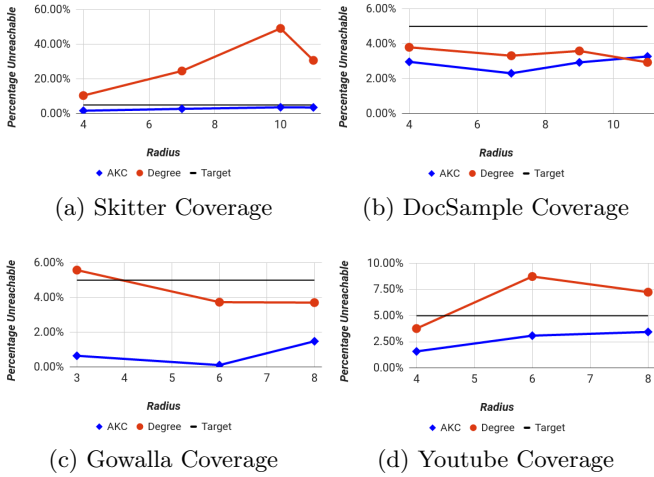 Percentage Unreachable
60.00%
40.00%
20.00%
0.00%
4 6 8 10
Radius
AKC Degree Target
(a) Skitter Coverage
Percentage Unreachable
6.00%
4.00%
2.00%
0.00%
4 6 8 10
Radius
AKC Degree Target
(b) DocSample Coverage
Percentage Unreachable
6.00%
4.00%
2.00%
0.00%
3 4 5 6 7 8
Radius
AKC Degree Target
(c) Gowalla Coverage
Percentage Unreachable
10.00%
7.50%
5.00%
2.50%
0.00%
4 5 6 7 8
Radius
AKC Degree Target
(d) Youtube Coverage